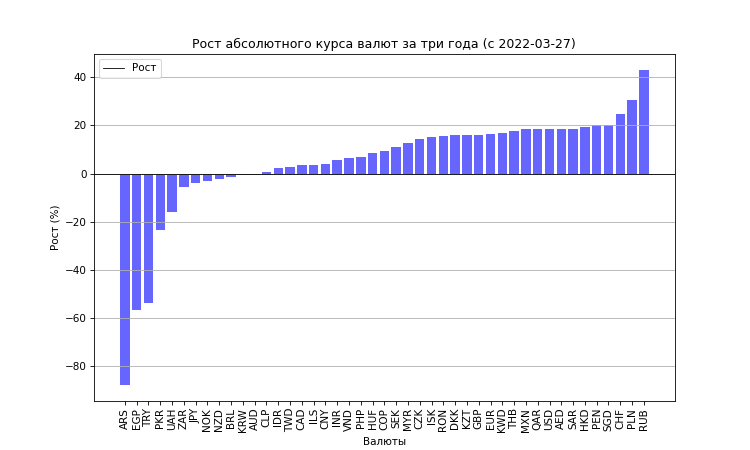 Рост абсолютного курса валют за три года (с 2022-03-27)
Рост
Рост (%)
40
20
0
−20
−40
−60
−80
ARS EGP TRY PKR UAH ZAR JPY NOK NZD BRL KRW AUD CLP IDR TWD CAD ILS CNY INR VND PHP HUF COP SEK MYR CZK ISK RON DKK KZT GBP EUR KWD THB MXN QAR USD AED SAR HKD PEN SGD CHF PLN RUB
Валюты